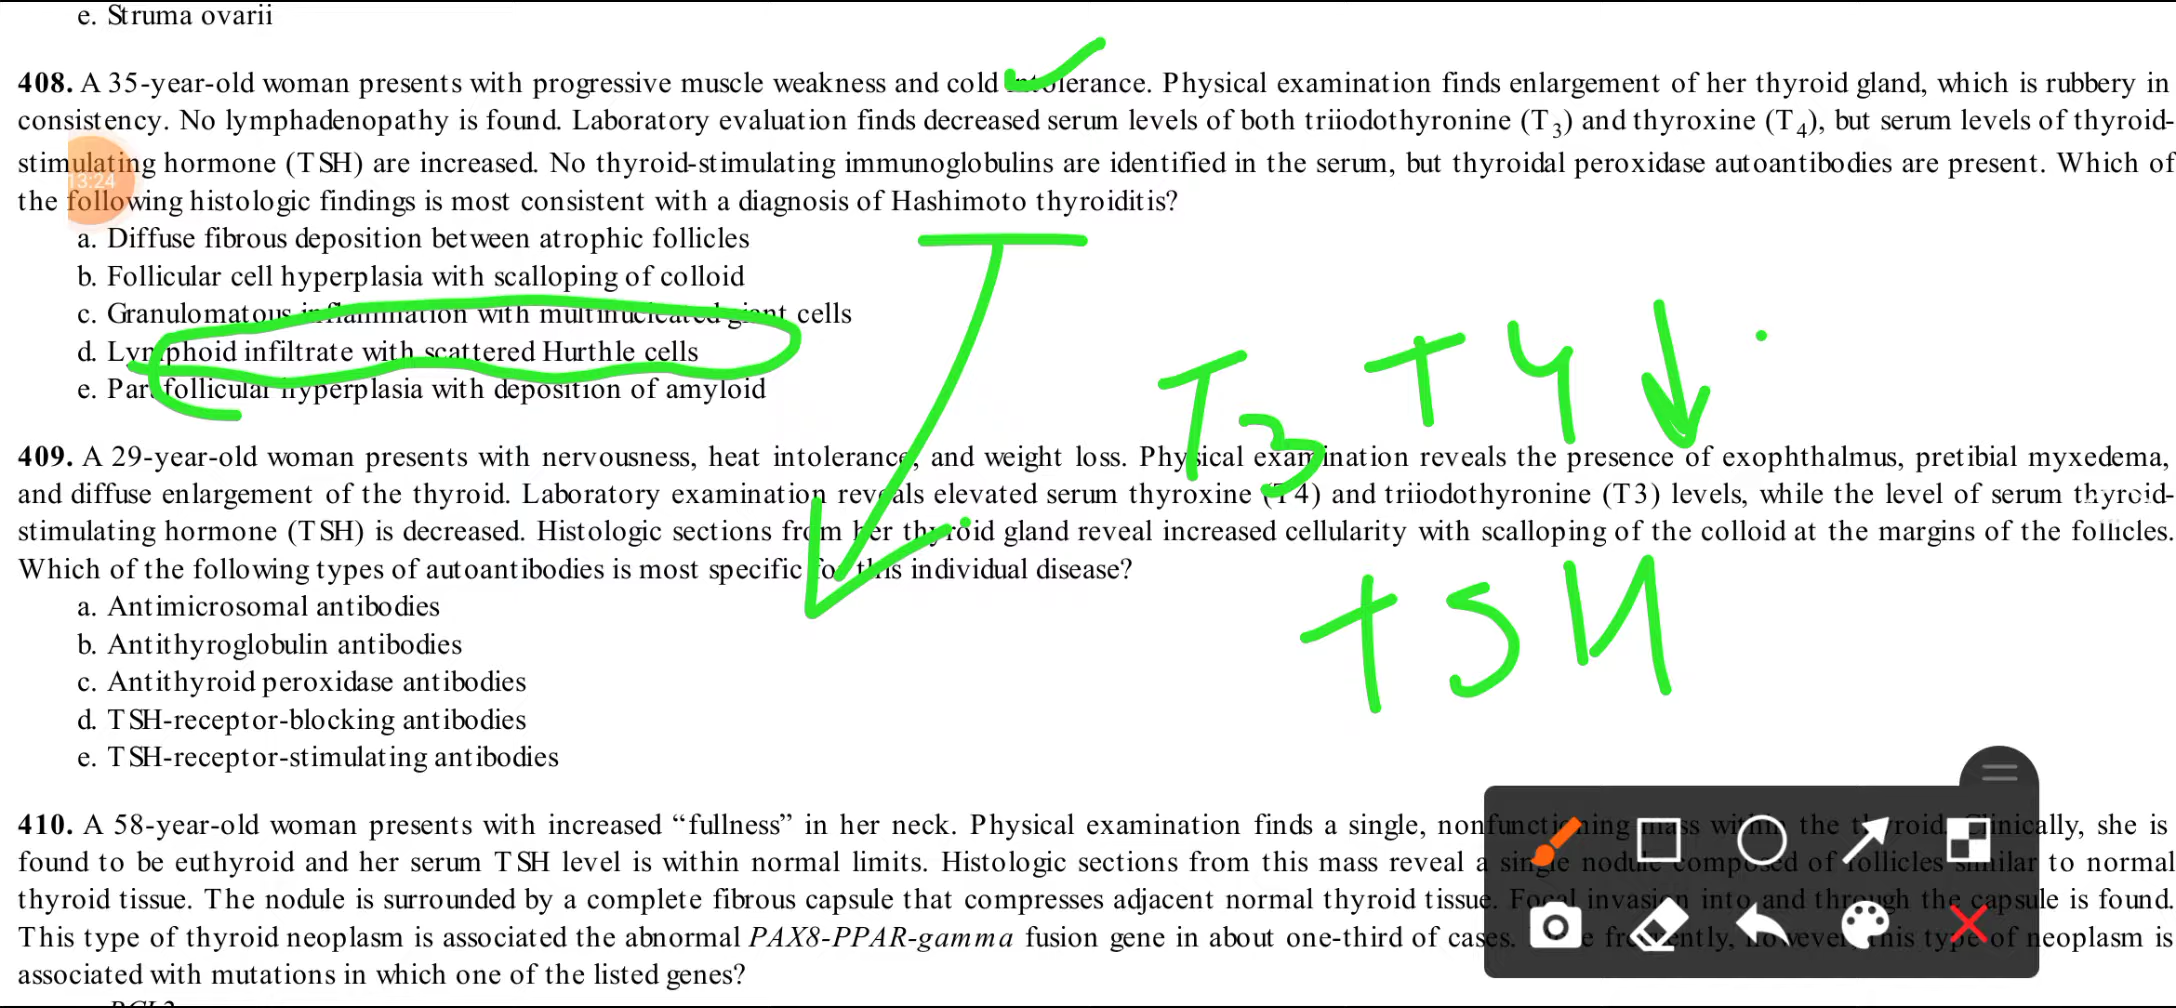 e. Struma ovarii
408. A 35-year-old woman presents with progressive muscle weakness and cold intolerance. Physical examination finds enlargement of her thyroid gland, which is rubbery in
consistency. No lymphadenopathy is found. Laboratory evaluation finds decreased serum levels of both triiodothyronine (T3) and thyroxine (T4), but serum levels of thyroid-
stimulating hormone (TSH) are increased. No thyroid-stimulating immunoglobulins are identified in the serum, but thyroidal peroxidase autoantibodies are present. Which of
13:24
the following histologic findings is most consistent with a diagnosis of Hashimoto thyroiditis?
a. Diffuse fibrous deposition between atrophic follicles
b. Follicular cell hyperplasia with scalloping of colloid
c. Granulomatous inflammation with multinucleated giant cells
d. Lymphoid infiltrate with scattered Hurthle cells
e. Parafollicular hyperplasia with deposition of amyloid
T3 T4
409. A 29-year-old woman presents with nervousness, heat intolerance, and weight loss. Physical examination reveals the presence of exophthalmus, pretibial myxedema,
and diffuse enlargement of the thyroid. Laboratory examination reveals elevated serum thyroxine (T4) and triiodothyronine (T3) levels, while the level of serum thyroid-
stimulating hormone (TSH) is decreased. Histologic sections from her thyroid gland reveal increased cellularity with scalloping of the colloid at the margins of the follicles.
Which of the following types of autoantibodies is most specific for this individual disease?
TSH
a. Antimicrosomal antibodies
b. Antithyroglobulin antibodies
c. Antithyroid peroxidase antibodies
d. TSH-receptor-blocking antibodies
e. TSH-receptor-stimulating antibodies
410. A 58-year-old woman presents with increased “fullness” in her neck. Physical examination finds a single, nonfunctioning mass within the thyroid. Clinically, she is
found to be euthyroid and her serum TSH level is within normal limits. Histologic sections from this mass reveal a single nodule composed of follicles similar to normal
thyroid tissue. The nodule is surrounded by a complete fibrous capsule that compresses adjacent normal thyroid tissue. Focal invasion into and through the capsule is found.
This type of thyroid neoplasm is associated the abnormal PAX8-PPAR-gamma fusion gene in about one-third of cases. frequently, however, this type of neoplasm is
associated with mutations in which one of the listed genes?